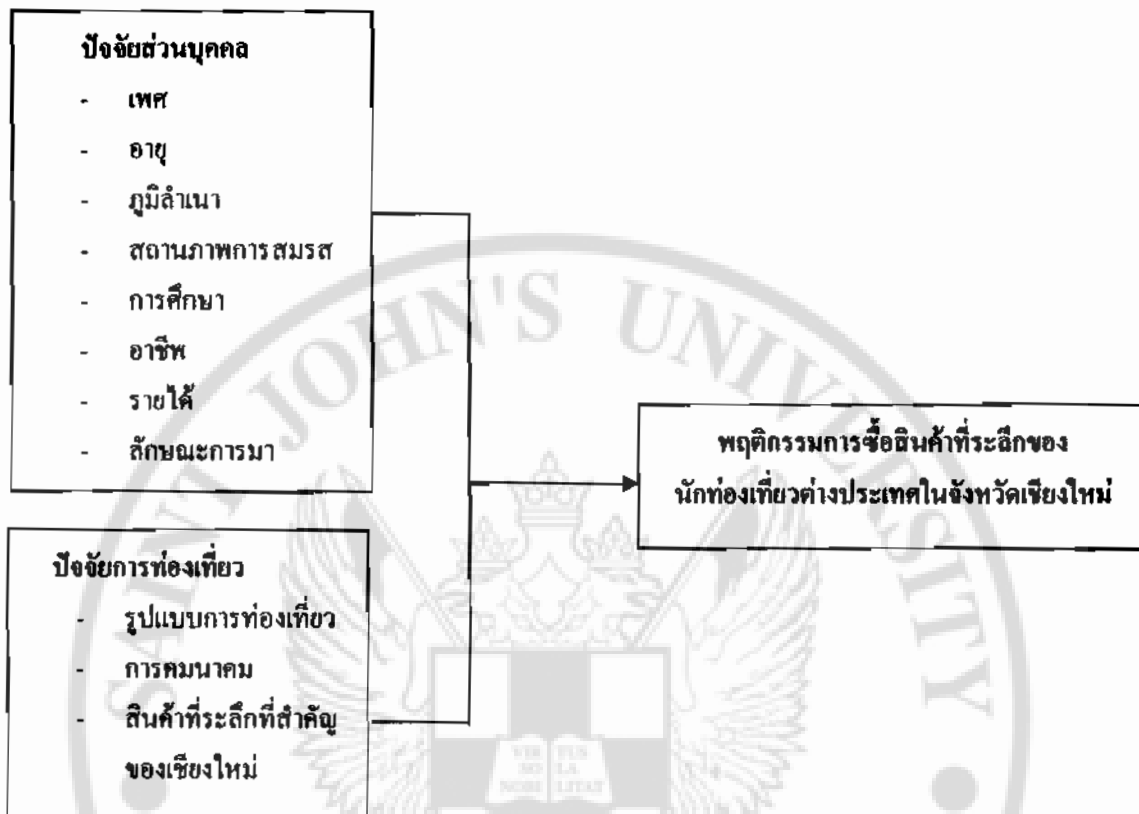 ปัจจัยส่วนบุคคล
- เพศ
- อายุ
- ภูมิลำเนา
- สถานภาพการสมรส
- การศึกษา
- อาชีพ
- รายได้
- ลักษณะการมา
ปัจจัยการท่องเที่ยว
- รูปแบบการท่องเที่ยว
- การคมนาคม
- สินค้าที่ระลึกที่สำคัญ
ของเชียงใหม่
พฤติกรรมการซื้อสินค้าที่ระลึกของ
นักท่องเที่ยวต่างประเทศในจังหวัดเชียงใหม่
SAINT JOHN'S UNIVERSITY
VIR TUS
SO LA
NOBI LITAT